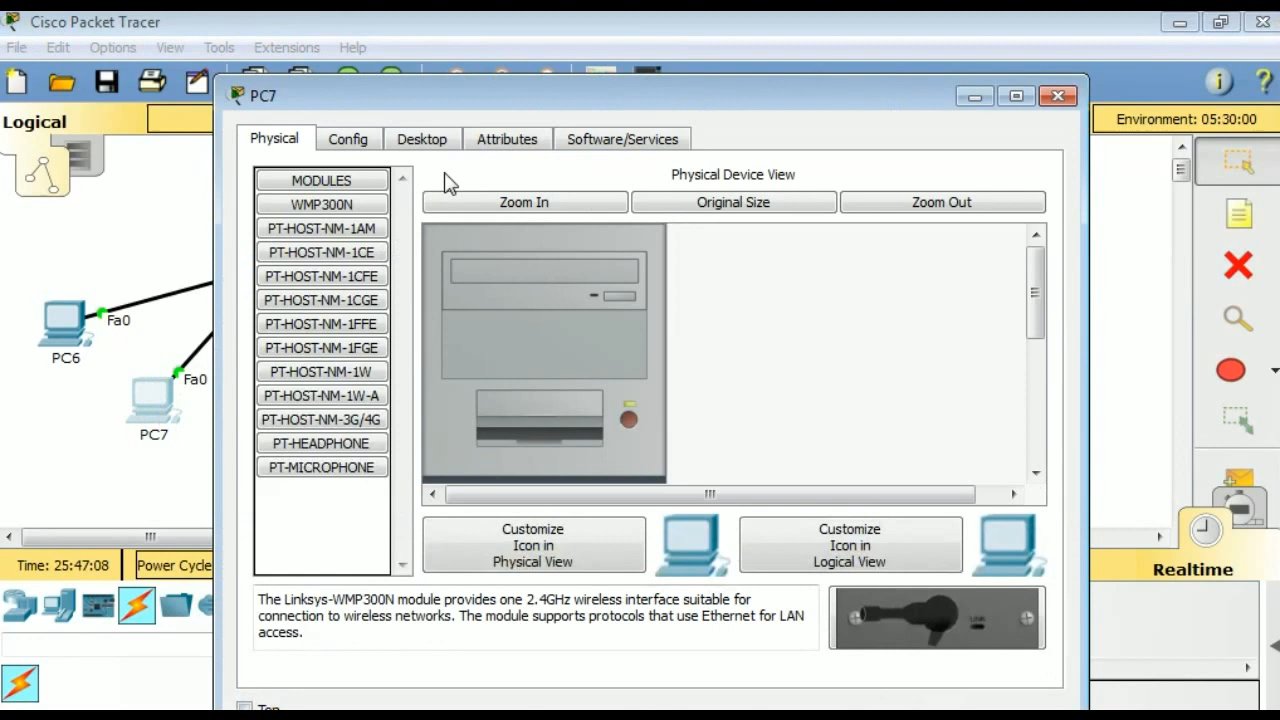 Cisco Packet Tracer
File Edit Options View Tools Extensions Help
PC7
Logical
Environment: 05:30:00
Physical Config Desktop Attributes Software/Services
MODULES
WMP300N
PT-HOST-NM-1AM
PT-HOST-NM-1CE
PT-HOST-NM-1CFE
PT-HOST-NM-1CGE
PT-HOST-NM-1FFE
PT-HOST-NM-1FGE
PT-HOST-NM-1W
PT-HOST-NM-1W-A
PT-HOST-NM-3G/4G
PT-HEADPHONE
PT-MICROPHONE
Physical Device View
Zoom In Original Size Zoom Out
Fa0
PC6
Fa0
PC7
Customize
Icon in
Physical View
Customize
Icon in
Logical View
Time: 25:47:08 Power Cycle
Realtime
The Linksys-WMP300N module provides one 2.4GHz wireless interface suitable for
connection to wireless networks. The module supports protocols that use Ethernet for LAN
access.
LINK
Top